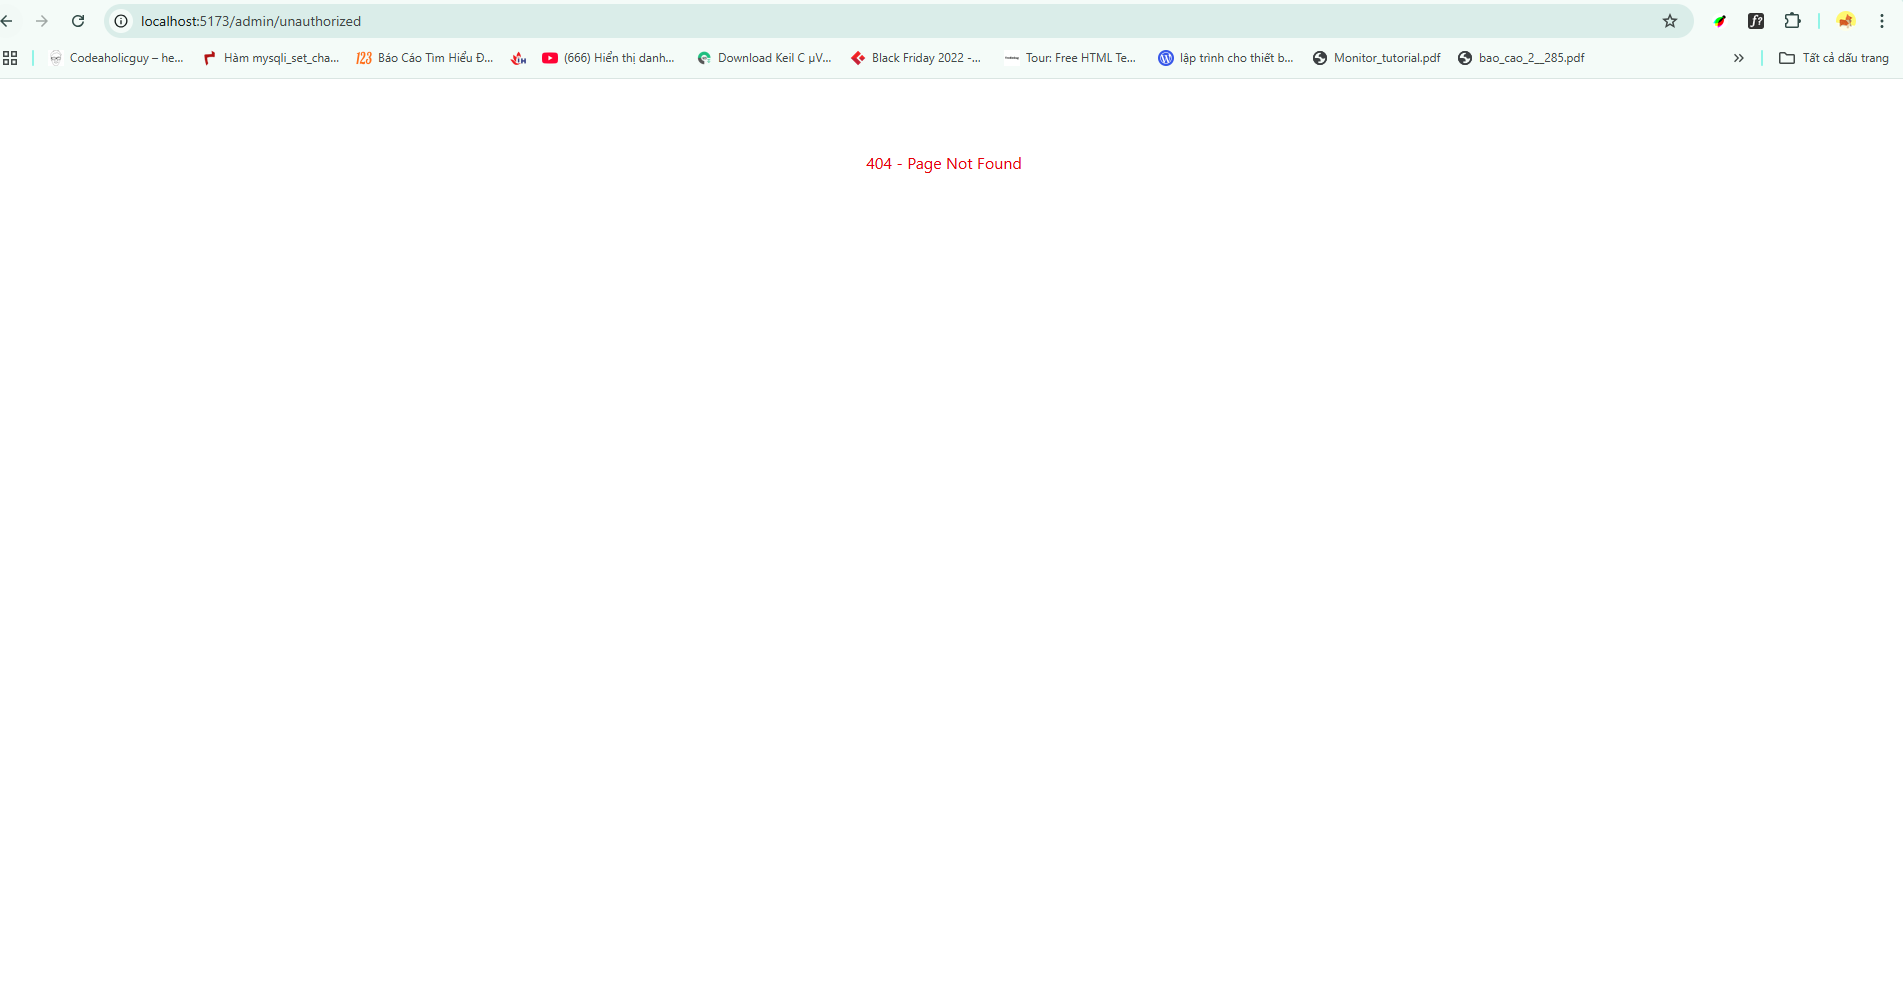 localhost:5173/admin/unauthorized
Codeaholicguy – he... Hàm mysqli_set_cha... 123 Báo Cáo Tìm Hiểu Đ... IH (666) Hiển thị danh... Download Keil C µV... Black Friday 2022 -... Tour: Free HTML Te... lập trình cho thiết b... Monitor_tutorial.pdf bao_cao_2__285.pdf » Tất cả dấu trang
404 - Page Not Found